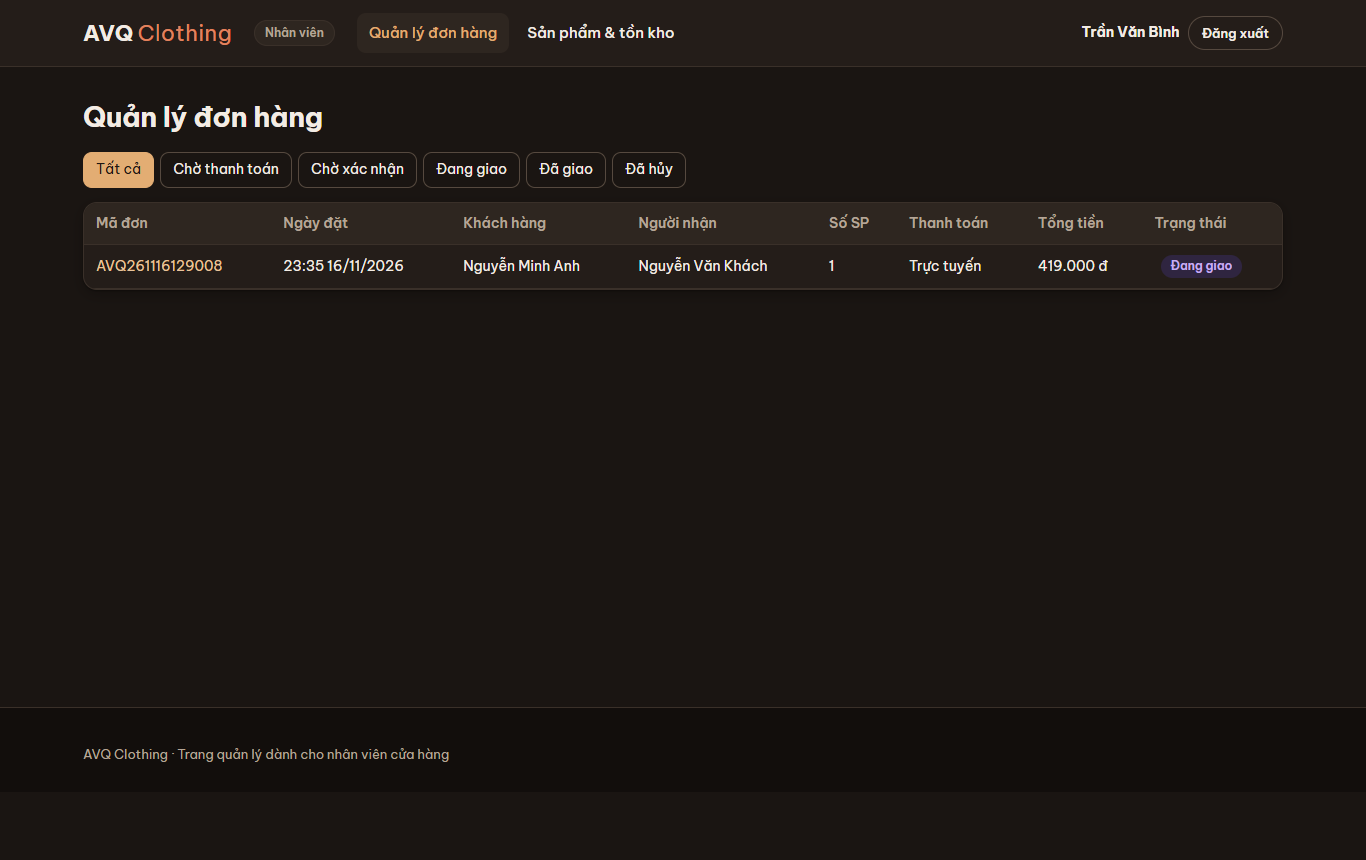 AVQ Clothing Nhân viên Quản lý đơn hàng Sản phẩm & tồn kho Trần Văn Bình Đăng xuất
Quản lý đơn hàng
Tất cả Chờ thanh toán Chờ xác nhận Đang giao Đã giao Đã hủy
Mã đơn Ngày đặt Khách hàng Người nhận Số SP Thanh toán Tổng tiền Trạng thái
AVQ261116129008 23:35 16/11/2026 Nguyễn Minh Anh Nguyễn Văn Khách 1 Trực tuyến 419.000 đ Đang giao
AVQ Clothing · Trang quản lý dành cho nhân viên cửa hàng